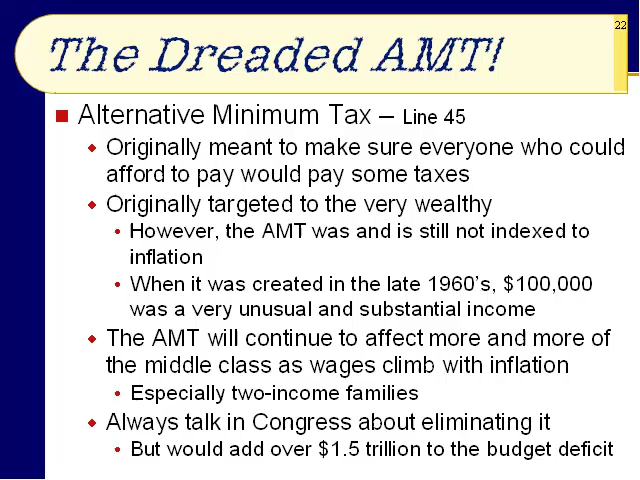 22
The Dreaded AMT!
Alternative Minimum Tax – Line 45
Originally meant to make sure everyone who could
afford to pay would pay some taxes
Originally targeted to the very wealthy
However, the AMT was and is still not indexed to
inflation
When it was created in the late 1960's, $100,000
was a very unusual and substantial income
The AMT will continue to affect more and more of
the middle class as wages climb with inflation
Especially two-income families
Always talk in Congress about eliminating it
But would add over $1.5 trillion to the budget deficit